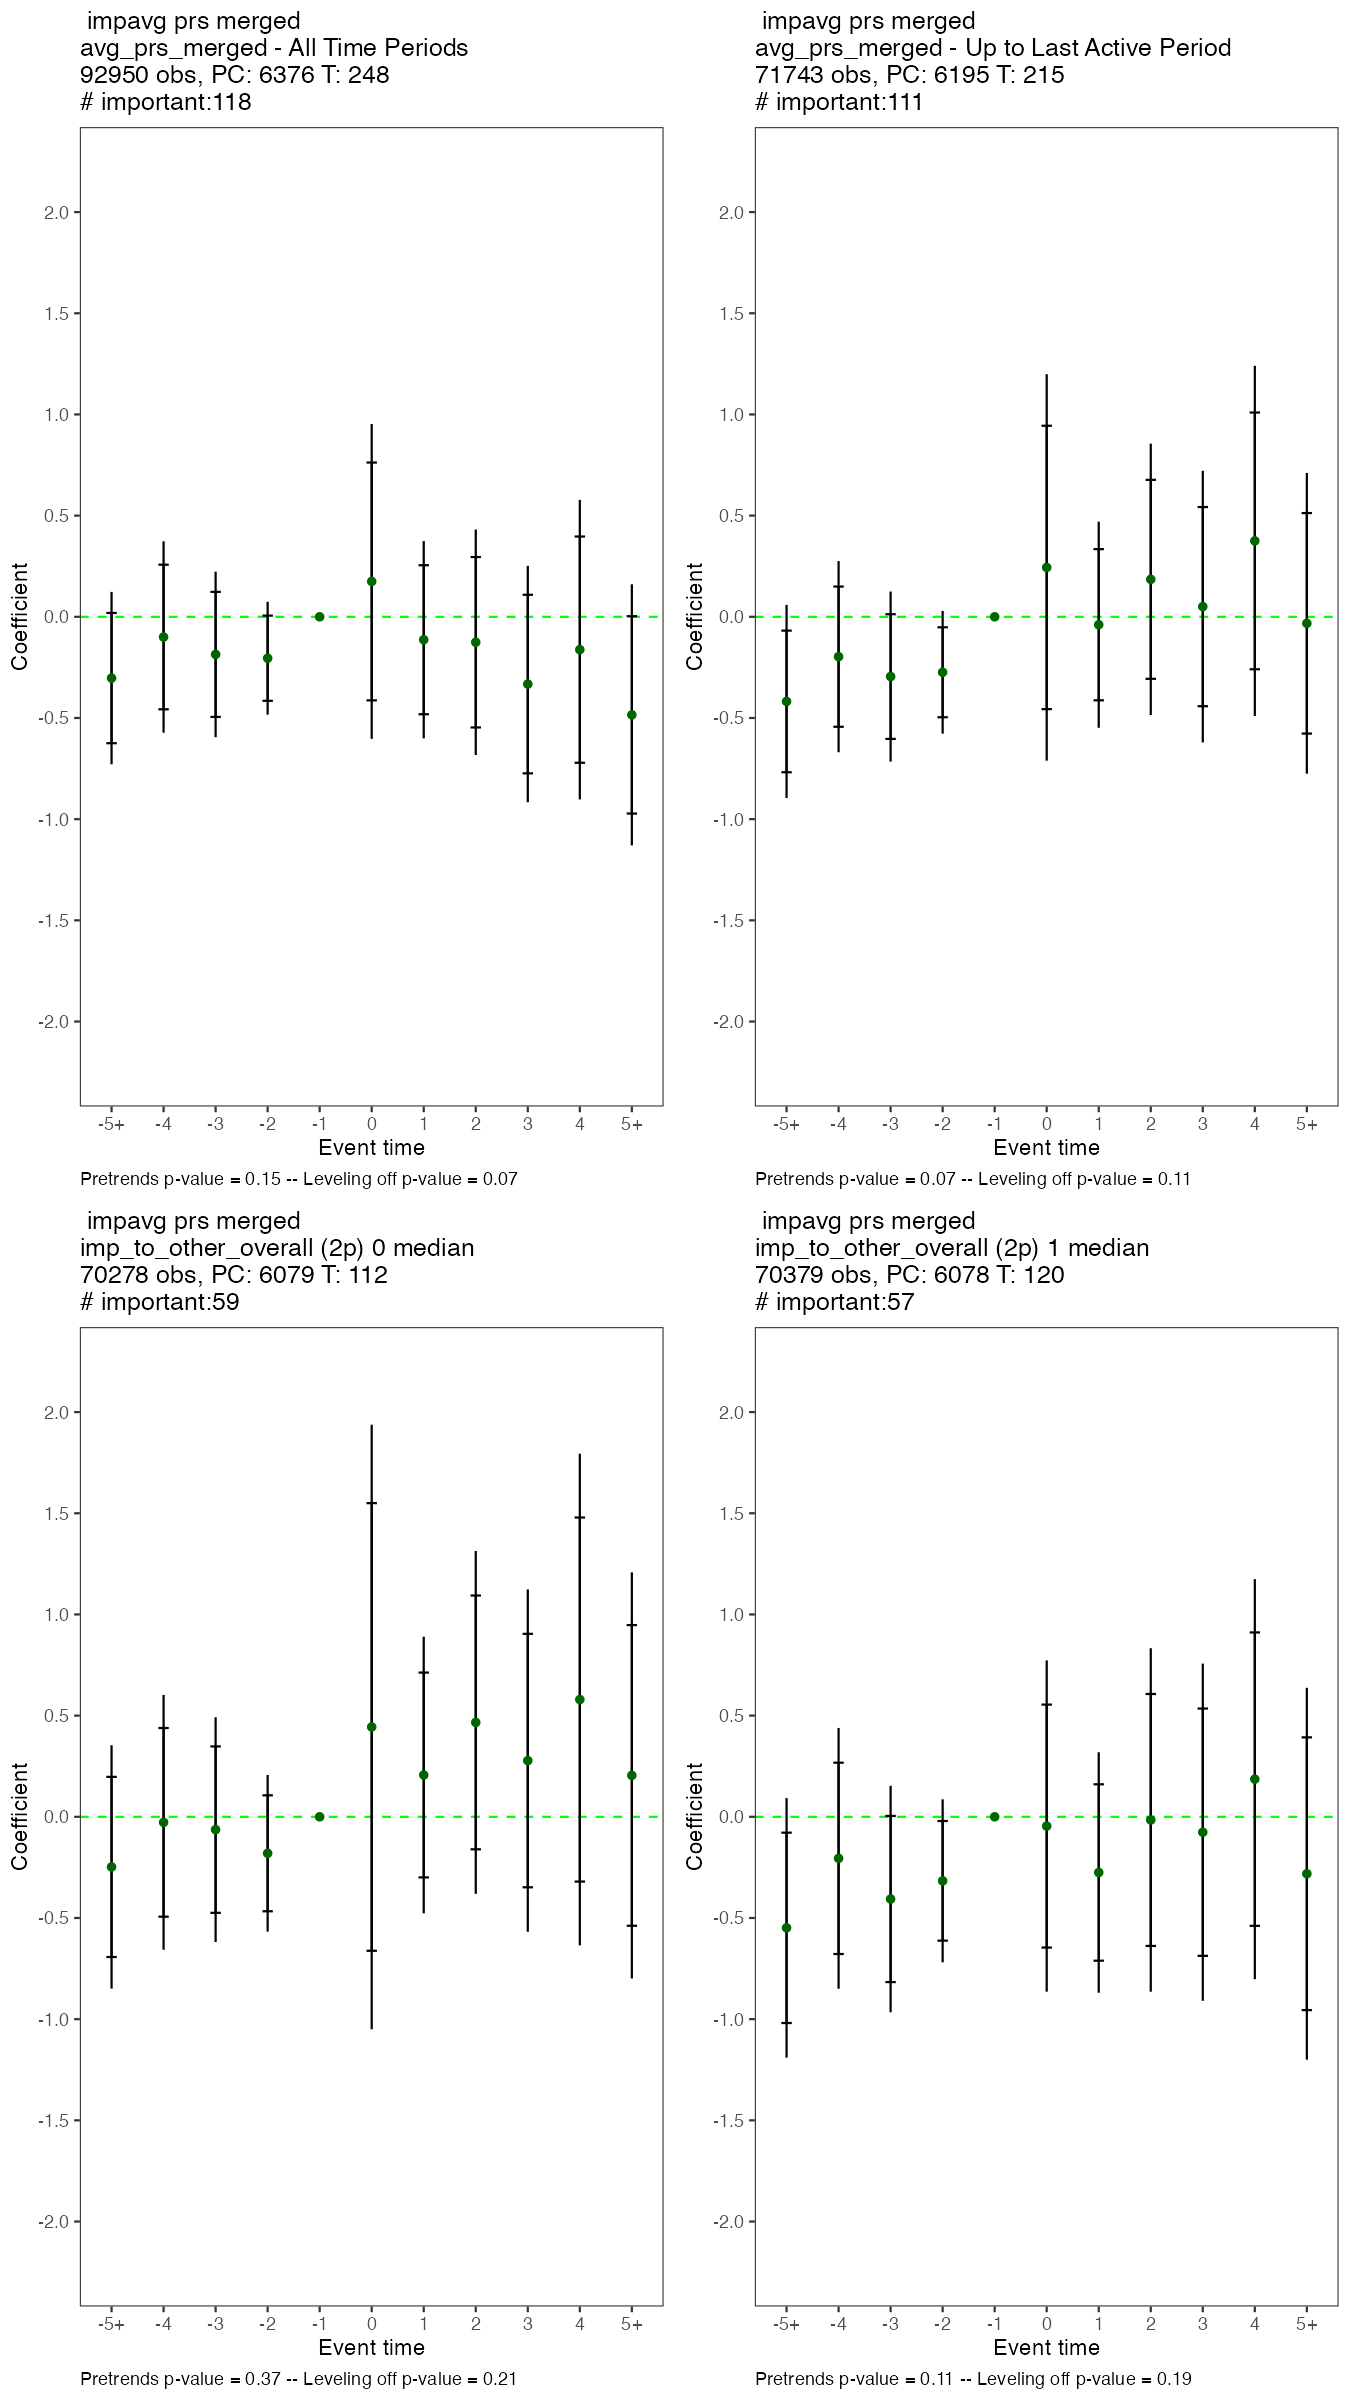 impavg prs merged
avg_prs_merged - All Time Periods
92950 obs, PC: 6376 T: 248
# important:118
2.0
1.5
1.0
0.5
0.0
-0.5
-1.0
-1.5
-2.0
Coefficient
-5+ -4 -3 -2 -1 0 1 2 3 4 5+
Event time
Pretrends p-value = 0.15 -- Leveling off p-value = 0.07
impavg prs merged
avg_prs_merged - Up to Last Active Period
71743 obs, PC: 6195 T: 215
# important:111
2.0
1.5
1.0
0.5
0.0
-0.5
-1.0
-1.5
-2.0
Coefficient
-5+ -4 -3 -2 -1 0 1 2 3 4 5+
Event time
Pretrends p-value = 0.07 -- Leveling off p-value = 0.11
impavg prs merged
imp_to_other_overall (2p) 0 median
70278 obs, PC: 6079 T: 112
# important:59
2.0
1.5
1.0
0.5
0.0
-0.5
-1.0
-1.5
-2.0
Coefficient
-5+ -4 -3 -2 -1 0 1 2 3 4 5+
Event time
Pretrends p-value = 0.37 -- Leveling off p-value = 0.21
impavg prs merged
imp_to_other_overall (2p) 1 median
70379 obs, PC: 6078 T: 120
# important:57
2.0
1.5
1.0
0.5
0.0
-0.5
-1.0
-1.5
-2.0
Coefficient
-5+ -4 -3 -2 -1 0 1 2 3 4 5+
Event time
Pretrends p-value = 0.11 -- Leveling off p-value = 0.19